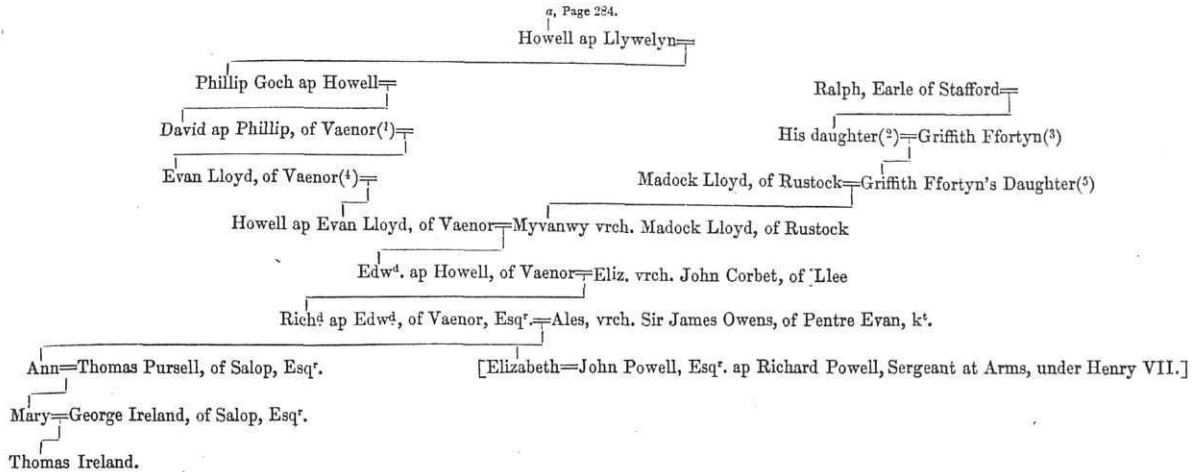 a, Page 284.
Howell ap Llywelyn
Phillip Goch ap Howell
Ralph, Earle of Stafford
David ap Phillip, of Vaenor(¹)
His daughter(²)=Griffith Ffortyn(³)
Evan Lloyd, of Vaenor(⁴)
Madock Lloyd, of Rustock=Griffith Ffortyn's Daughter(⁵)
Howell ap Evan Lloyd, of Vaenor=Myvanwy vrch. Madock Lloyd, of Rustock
Edwᵈ. ap Howell, of Vaenor=Eliz. vrch. John Corbet, of Llee
Richᵈ ap Edwᵈ, of Vaenor, Esqʳ.=Ales, vrch. Sir James Owens, of Pentre Evan, kᵗ.
Ann=Thomas Pursell, of Salop, Esqʳ.
[Elizabeth=John Powell, Esqʳ. ap Richard Powell, Sergeant at Arms, under Henry VII.]
Mary=George Ireland, of Salop, Esqʳ.
Thomas Ireland.